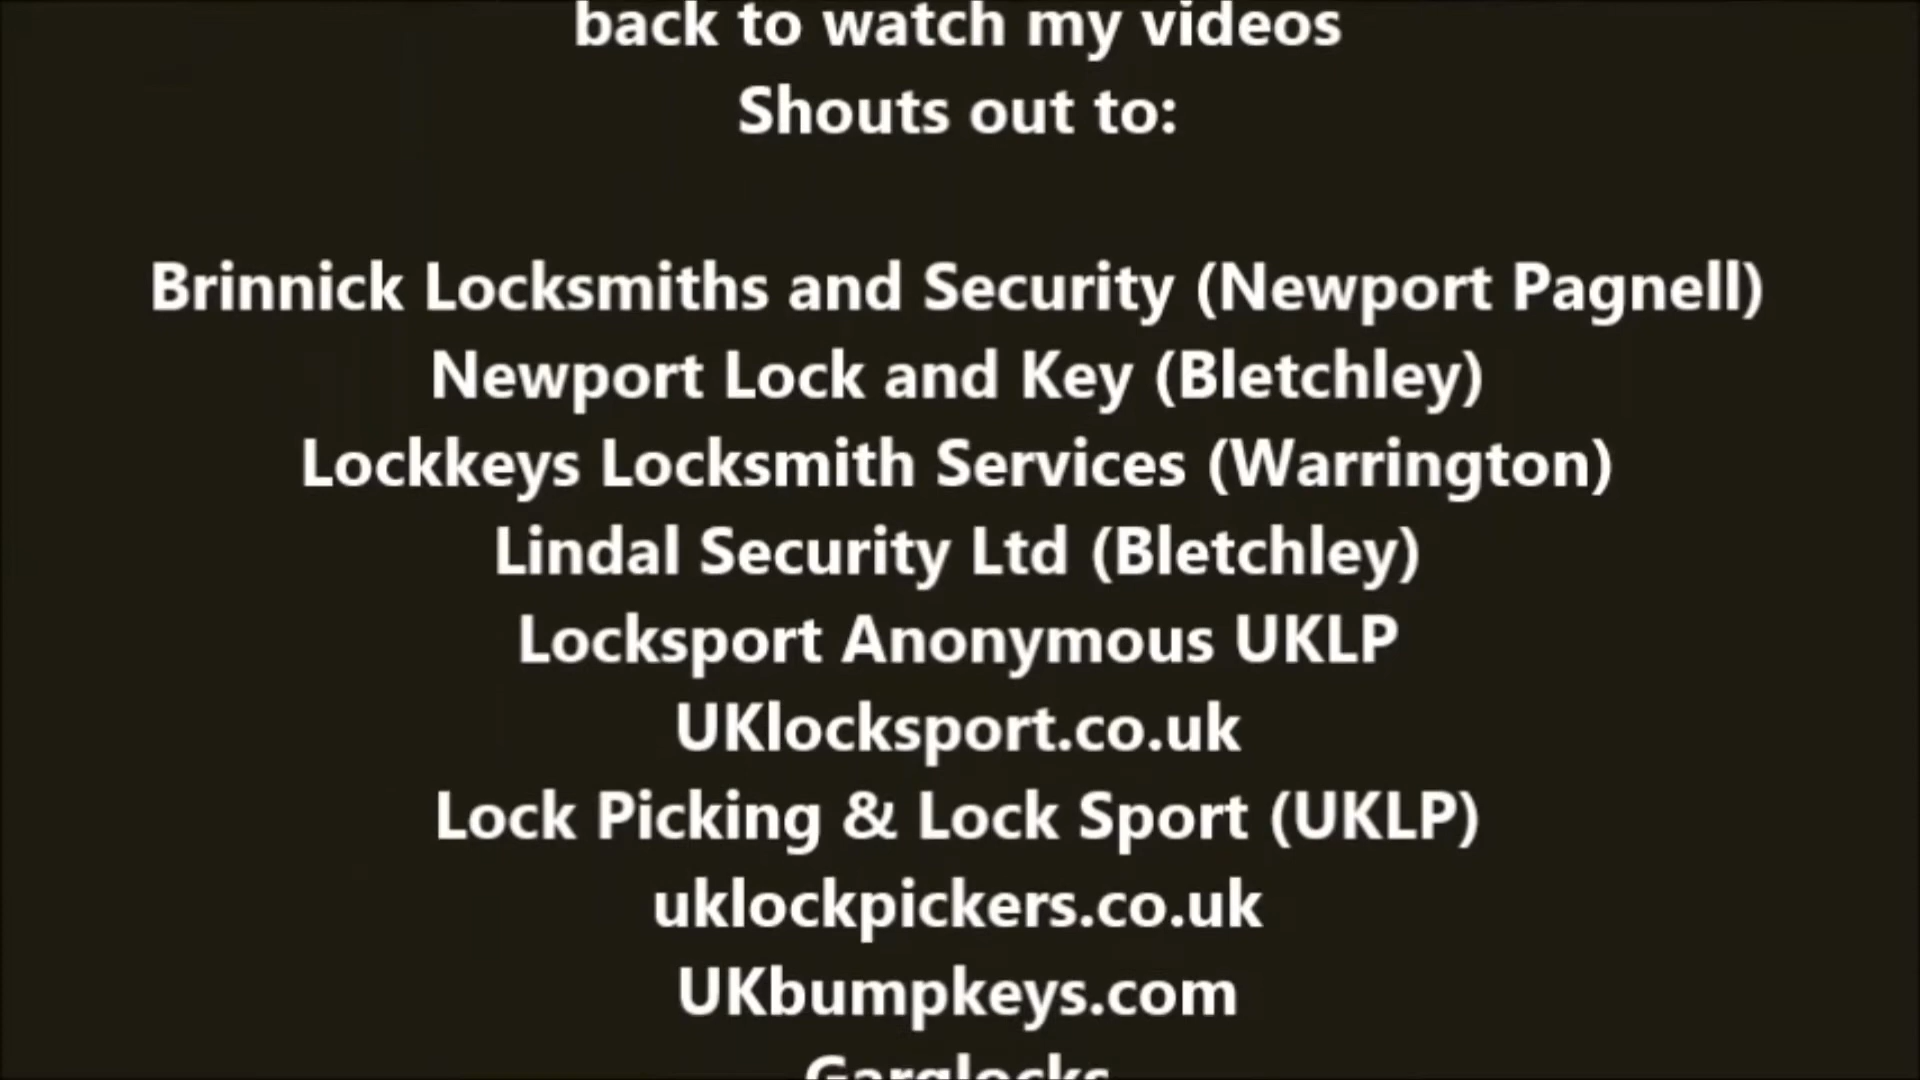 back to watch my videos
Shouts out to:
Brinnick Locksmiths and Security (Newport Pagnell)
Newport Lock and Key (Bletchley)
Lockkeys Locksmith Services (Warrington)
Lindal Security Ltd (Bletchley)
Locksport Anonymous UKLP
UKlocksport.co.uk
Lock Picking & Lock Sport (UKLP)
uklockpickers.co.uk
UKbumpkeys.com